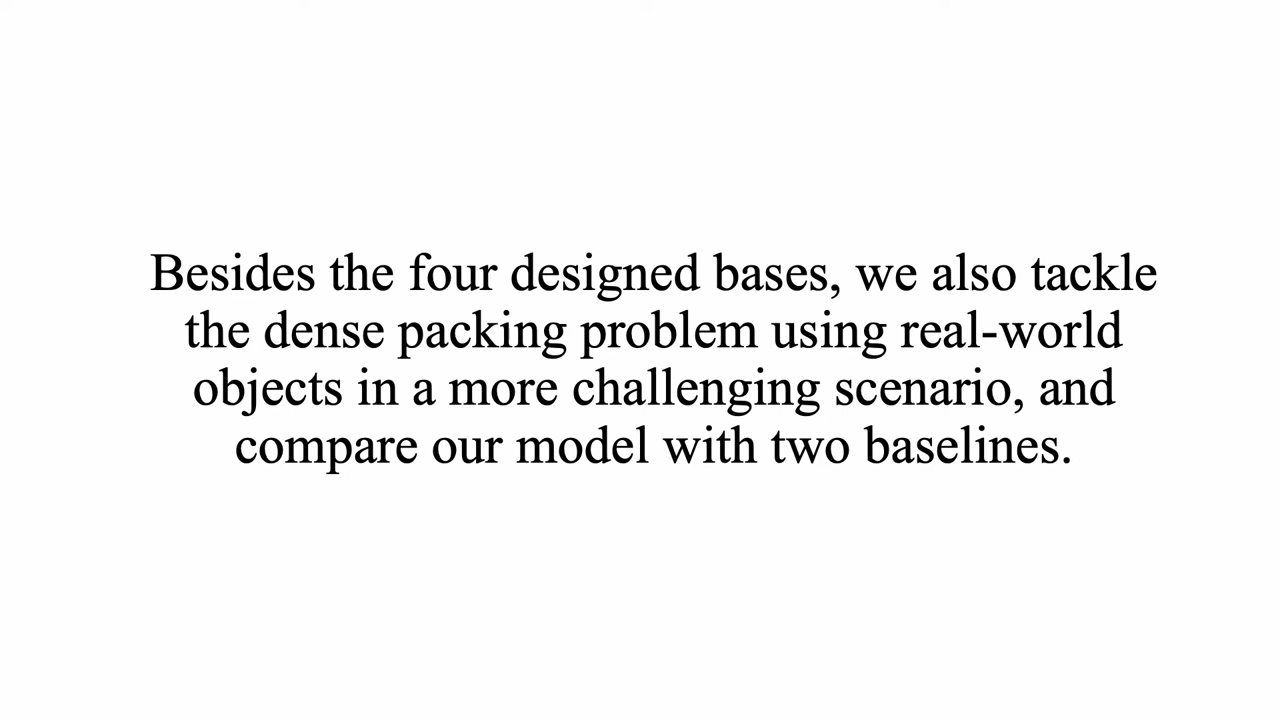 Besides the four designed bases, we also tackle
the dense packing problem using real-world
objects in a more challenging scenario, and
compare our model with two baselines.